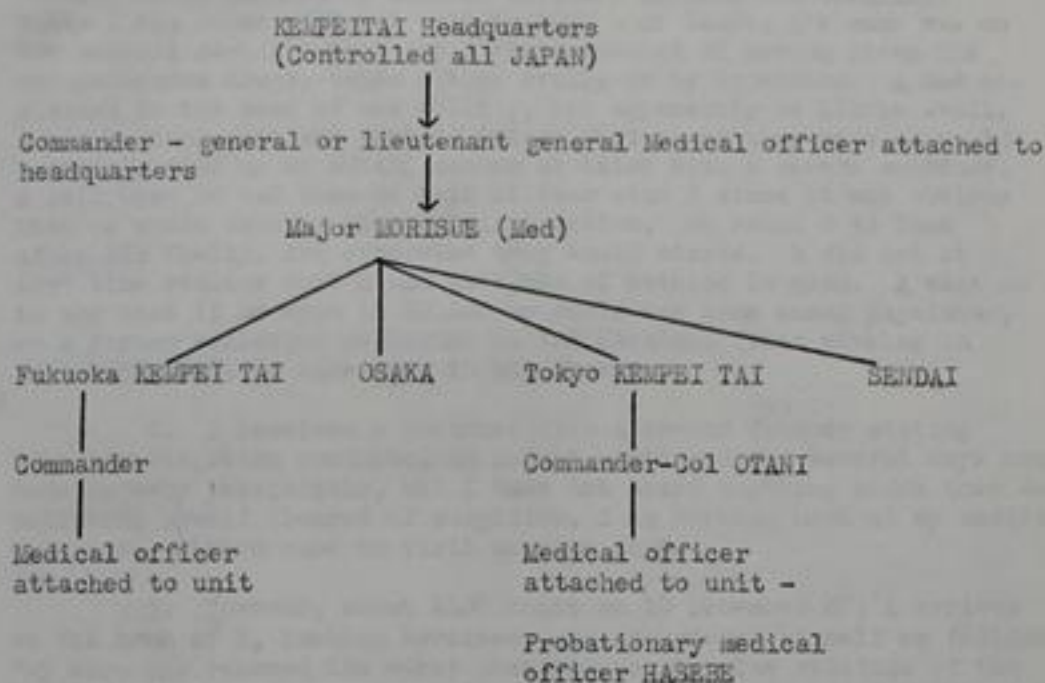 KEMPEITAI Headquarters
(Controlled all JAPAN)
Commander - general or lieutenant general Medical officer attached to
headquarters
Major MORISUE (Med)
Fukuoka KEMPEI TAI OSAKA Tokyo KEMPEI TAI SENDAI
Commander Commander-Col OTANI
Medical officer
attached to unit
Medical officer
attached to unit -
Probationary medical
officer HASEBE